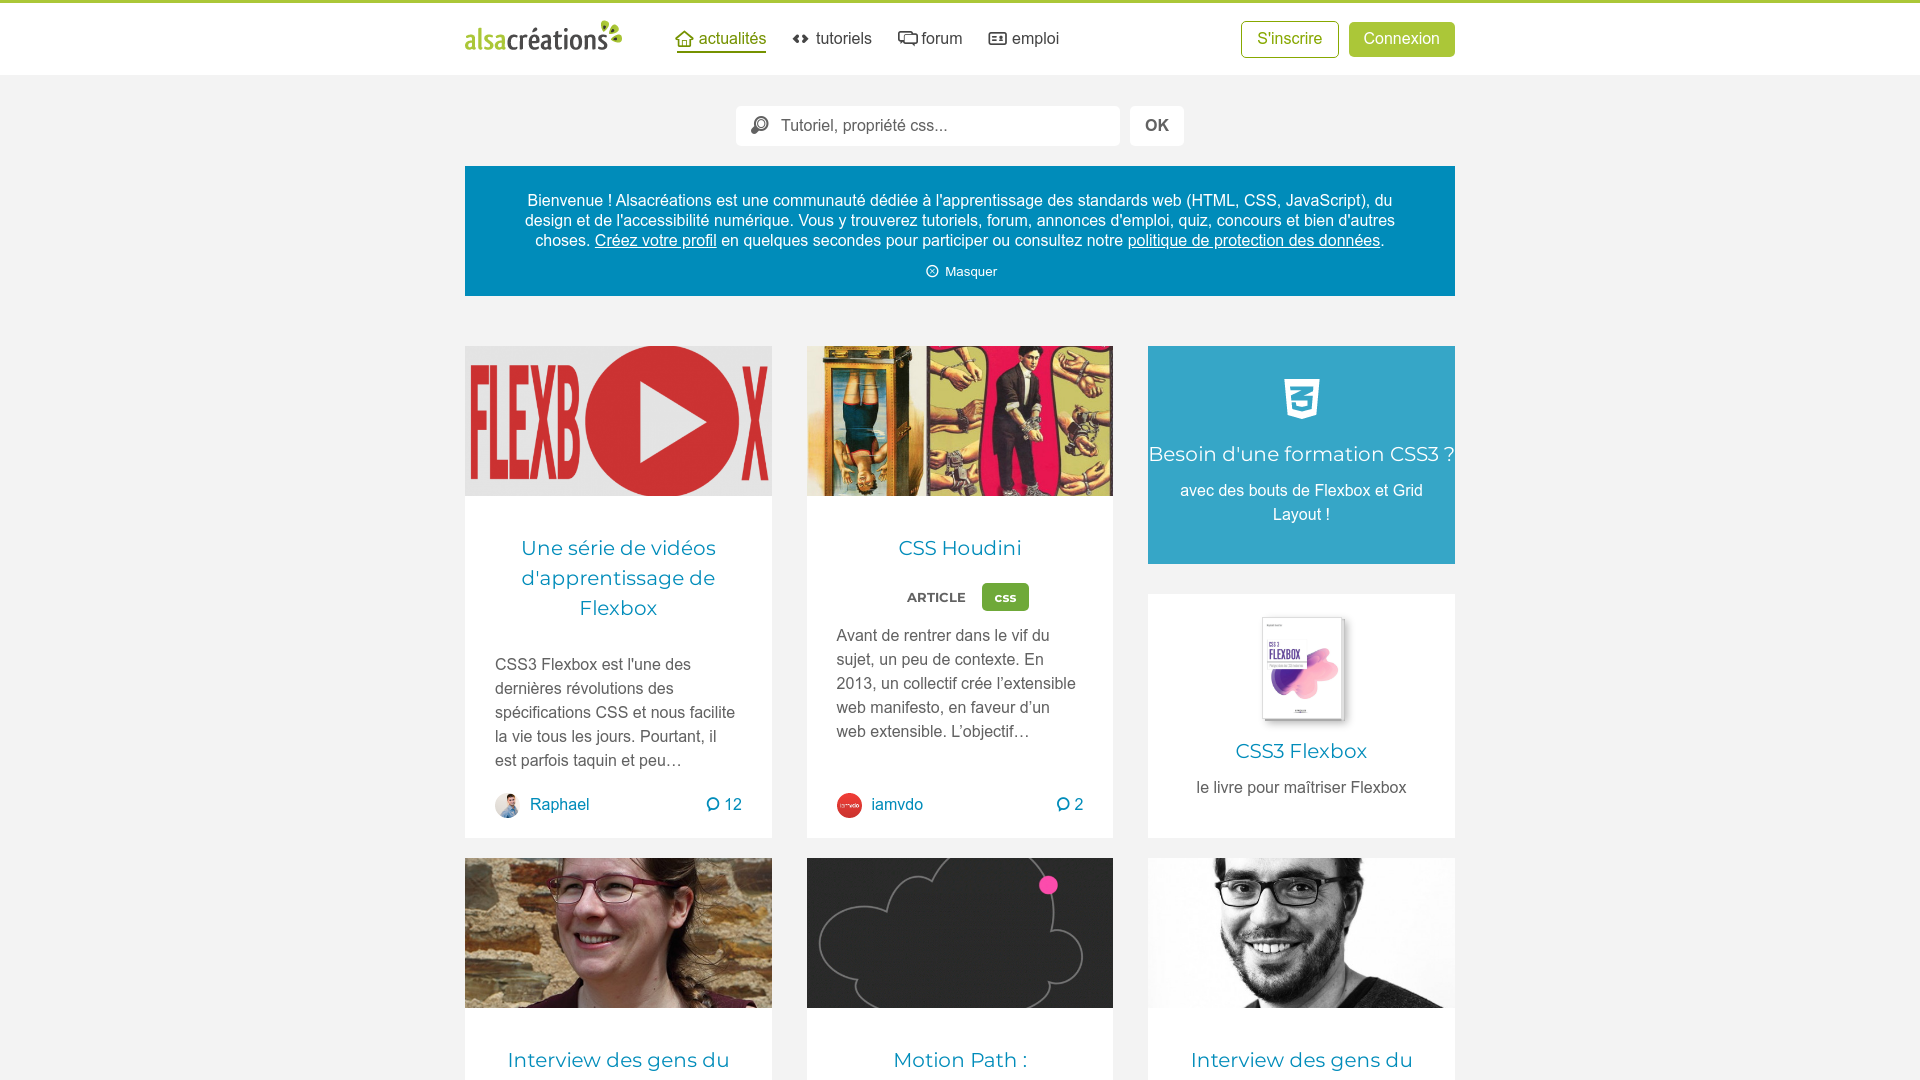 alsacréations
actualités
tutoriels
forum
emploi
S'inscrire
Connexion
Tutoriel, propriété css...
OK
Bienvenue ! Alsacréations est une communauté dédiée à l'apprentissage des standards web (HTML, CSS, JavaScript), du
design et de l'accessibilité numérique. Vous y trouverez tutoriels, forum, annonces d'emploi, quiz, concours et bien d'autres
choses. Créez votre profil en quelques secondes pour participer ou consultez notre politique de protection des données.
Masquer
FLEXB X
Une série de vidéos
d'apprentissage de
Flexbox
CSS3 Flexbox est l'une des
dernières révolutions des
spécifications CSS et nous facilite
la vie tous les jours. Pourtant, il
est parfois taquin et peu…
Raphael
12
CSS Houdini
ARTICLE
css
Avant de rentrer dans le vif du
sujet, un peu de contexte. En
2013, un collectif crée l’extensible
web manifesto, en faveur d’un
web extensible. L’objectif…
iamvdo
2
Besoin d'une formation CSS3 ?
avec des bouts de Flexbox et Grid
Layout !
CSS 3
FLEXBOX
CSS3 Flexbox
le livre pour maîtriser Flexbox
Interview des gens du
Motion Path :
Interview des gens du